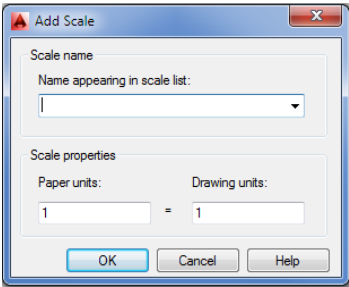 Add Scale
Scale name
Name appearing in scale list:
Scale properties
Paper units: Drawing units:
1 = 1
OK Cancel Help